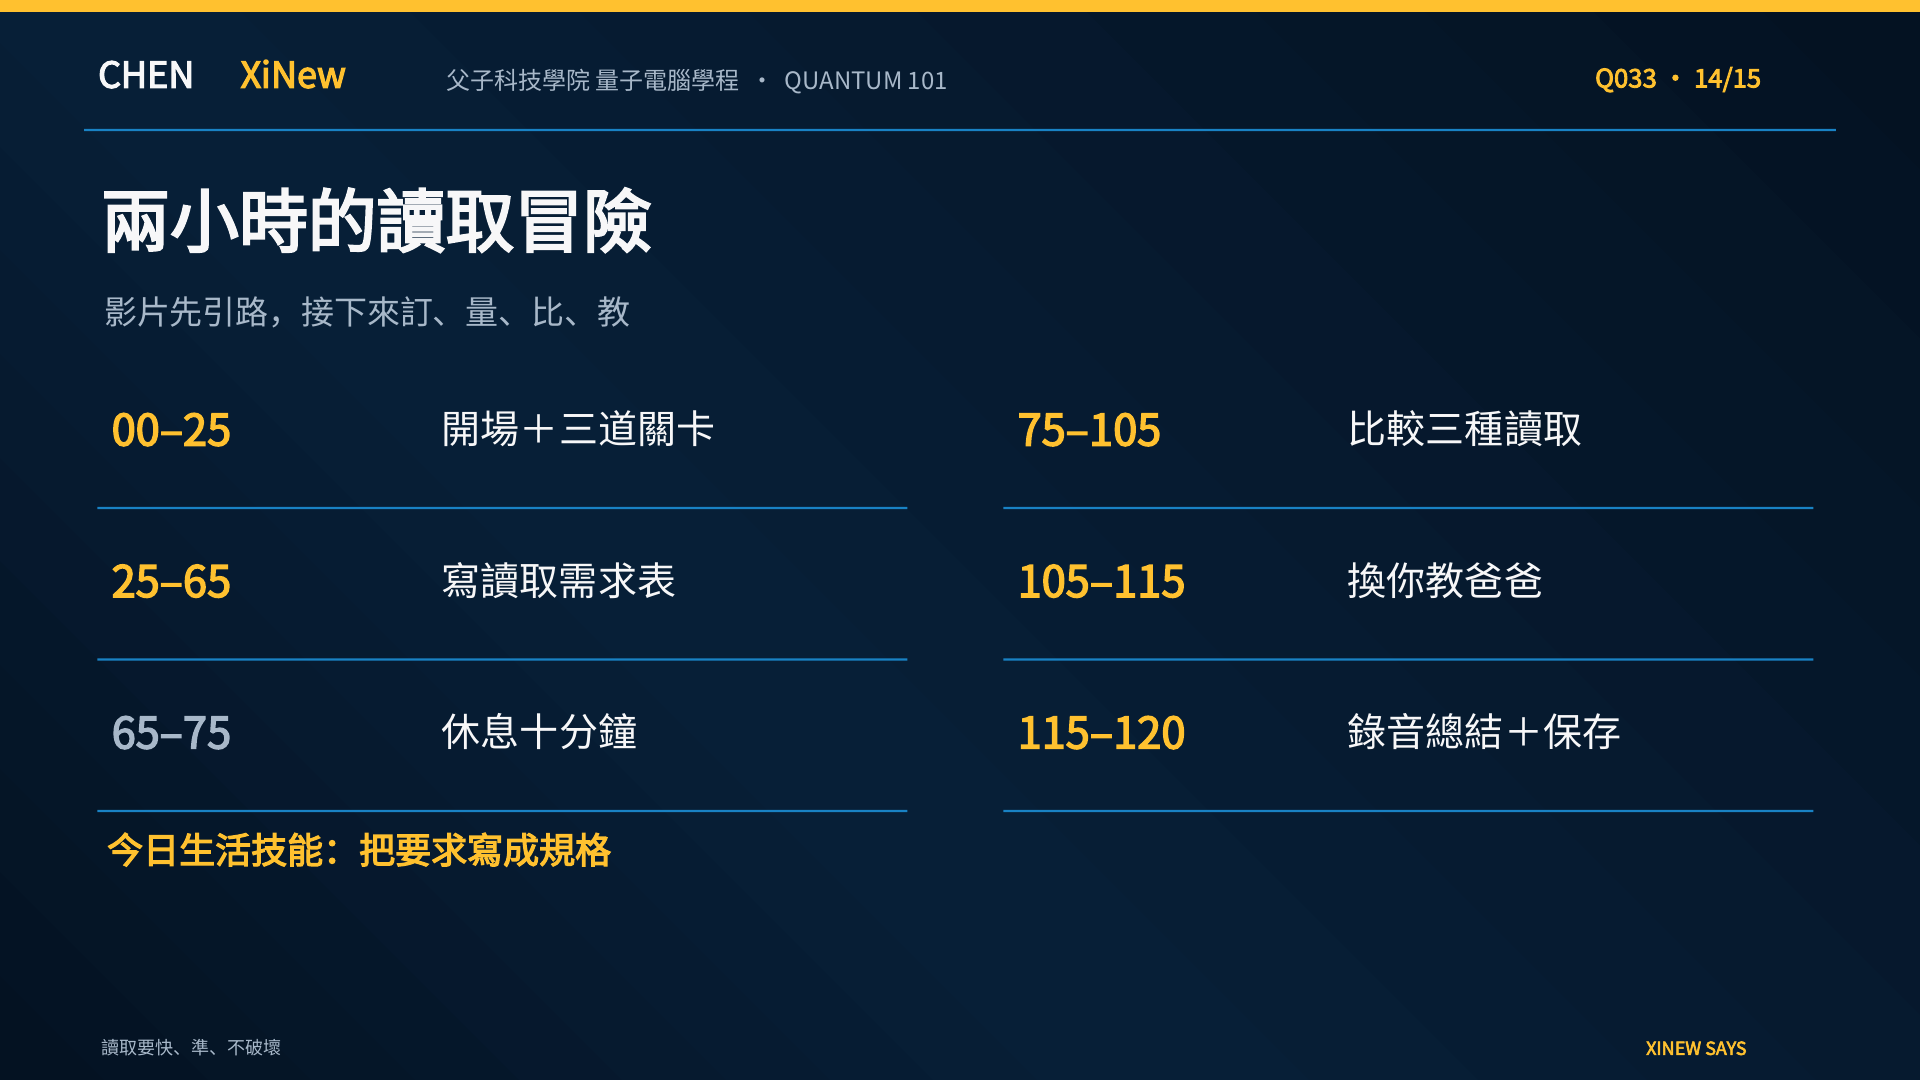 CHEN XiNew 父子科技學院 量子電腦學程 • QUANTUM 101 Q033 • 14/15
兩小時的讀取冒險
影片先引路，接下來訂、量、比、教
00–25 開場＋三道關卡
25–65 寫讀取需求表
65–75 休息十分鐘
75–105 比較三種讀取
105–115 換你教爸爸
115–120 錄音總結＋保存
今日生活技能：把要求寫成規格
讀取要快、準、不破壞 XINEW SAYS